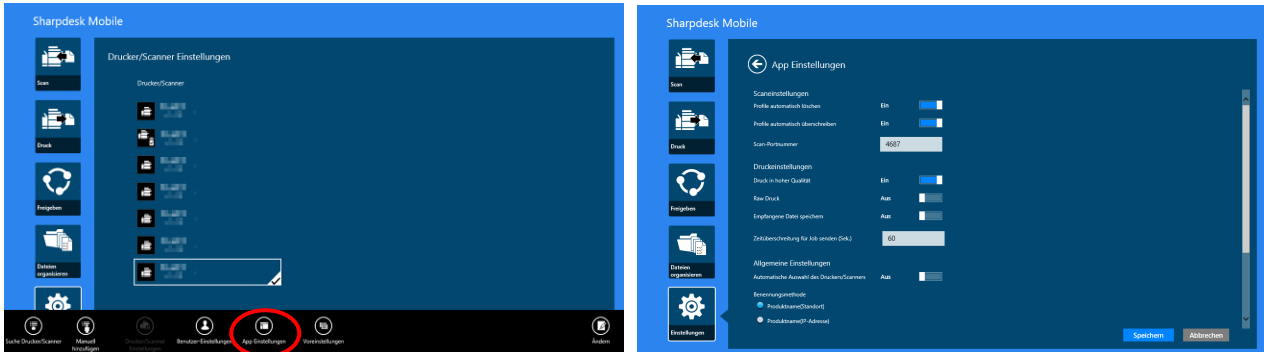 Sharpdesk Mobile
Scan
Druck
Freigeben
Dateien
organisieren
Drucker/Scanner Einstellungen
Drucker/Scanner
Suche Drucker/Scanner
Manuell
hinzufügen
Drucker/Scanner
Einstellungen
Benutzer-Einstellungen
App-Einstellungen
Voreinstellungen
Ändern
Sharpdesk Mobile
Scan
Druck
Freigeben
Dateien
organisieren
Einstellungen
App Einstellungen
Scaneinstellungen
Profile automatisch löschen Ein
Profile automatisch überschreiben Ein
Scan-Portnummer 4687
Druckeinstellungen
Druck in hoher Qualität Ein
Raw Druck Aus
Empfangene Datei speichern Aus
Zeitüberschreitung für Job senden (Sek.) 60
Allgemeine Einstellungen
Automatische Auswahl des Druckers/Scanners Aus
Benennungsmethode
Produktname(Standort)
Produktname(IP-Adresse)
Speichern Abbrechen